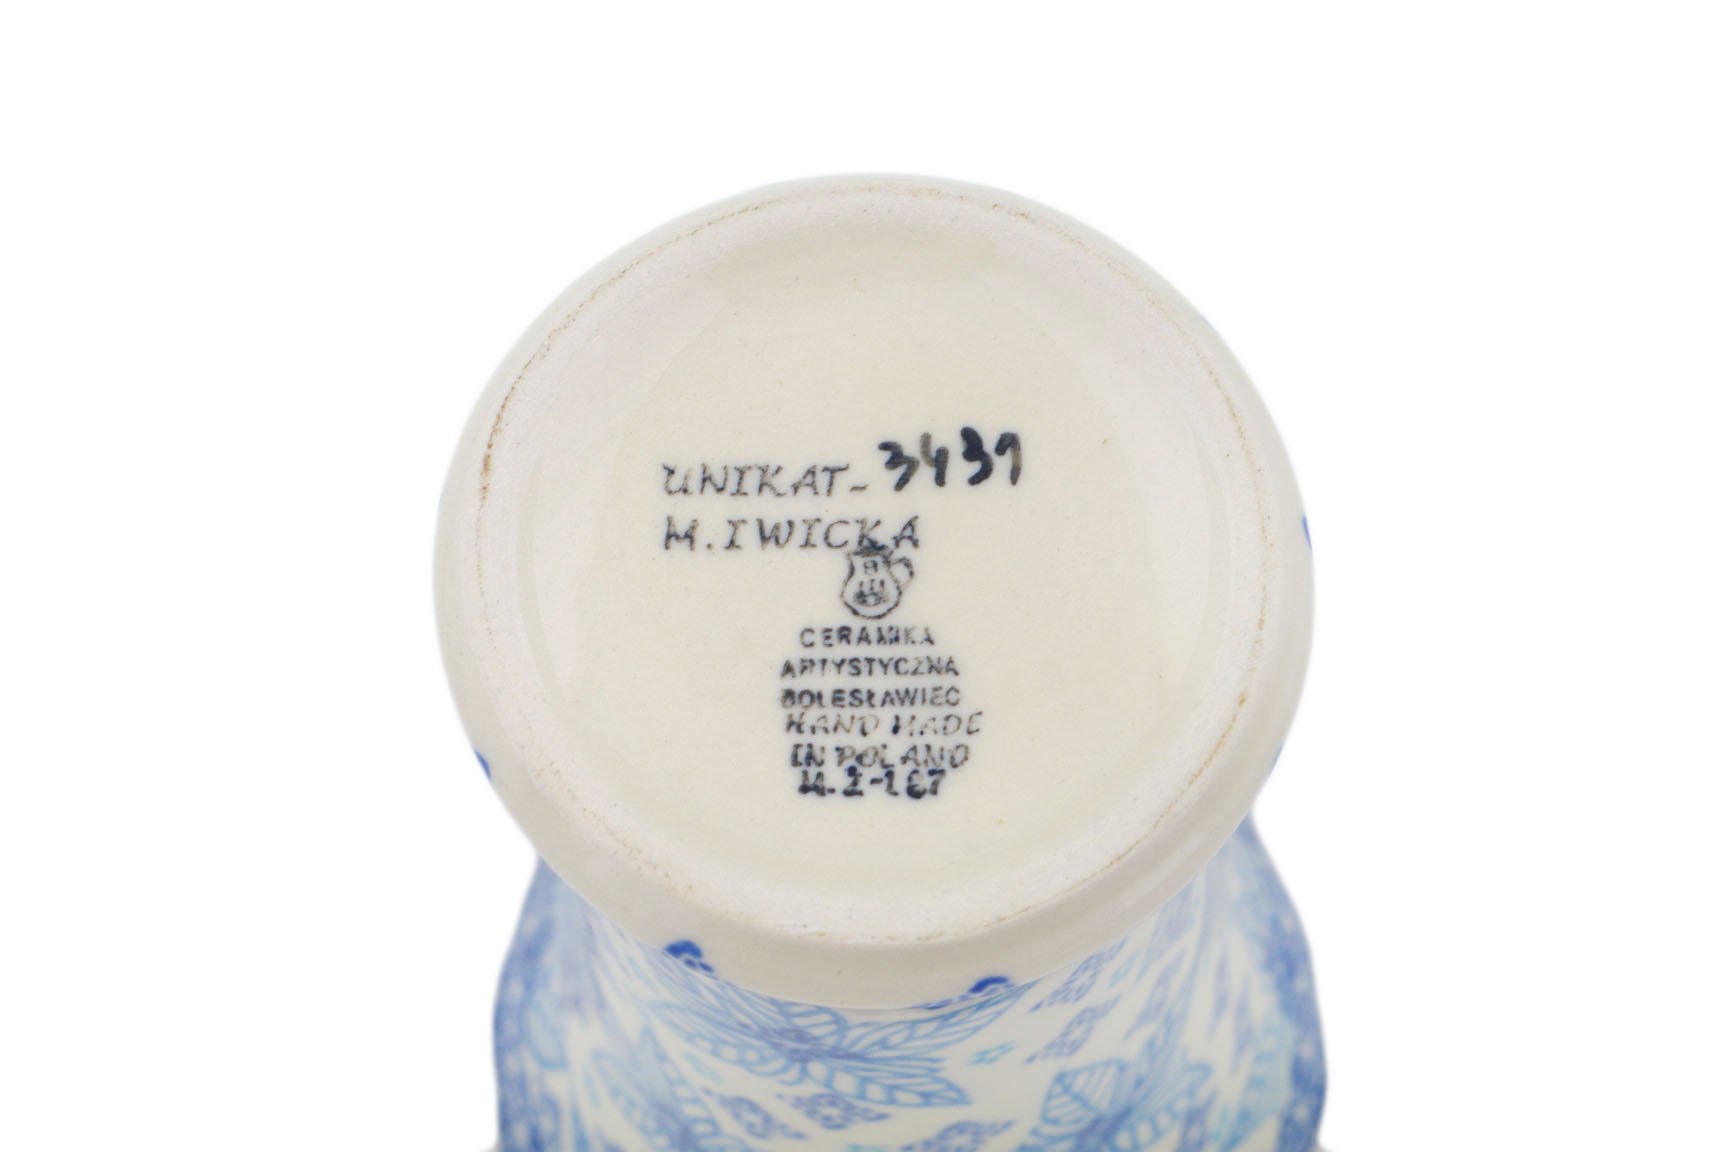 UNIKAT- 3431
M. IWICKA
CERAMIKA
ARTYSTYCZNA
BOLESŁAWIEC
HAND MADE
IN POLAND